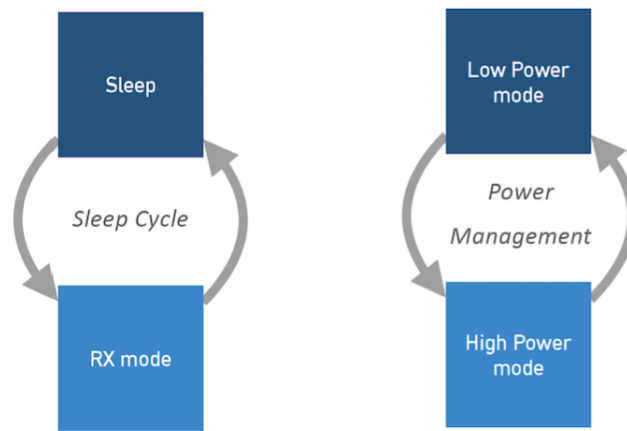 Sleep
Sleep Cycle
RX mode
Low Power
mode
Power
Management
High Power
mode